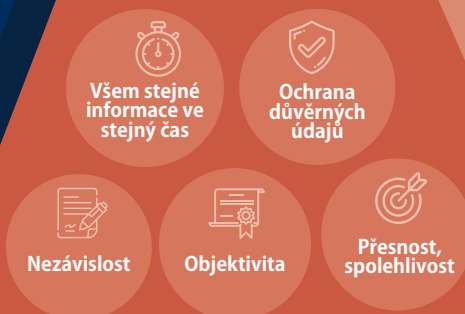 Všem stejné
informace ve
stejný čas
Ochrana
důvěrných
údajů
Nezávislost
Objektivita
Přesnost,
spolehlivost